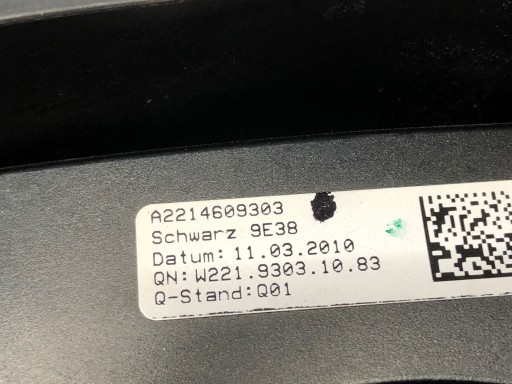 A2214609303
Schwarz 9E38
Datum: 11.03.2010
QN: W221.9303.10.83
Q-Stand:Q01